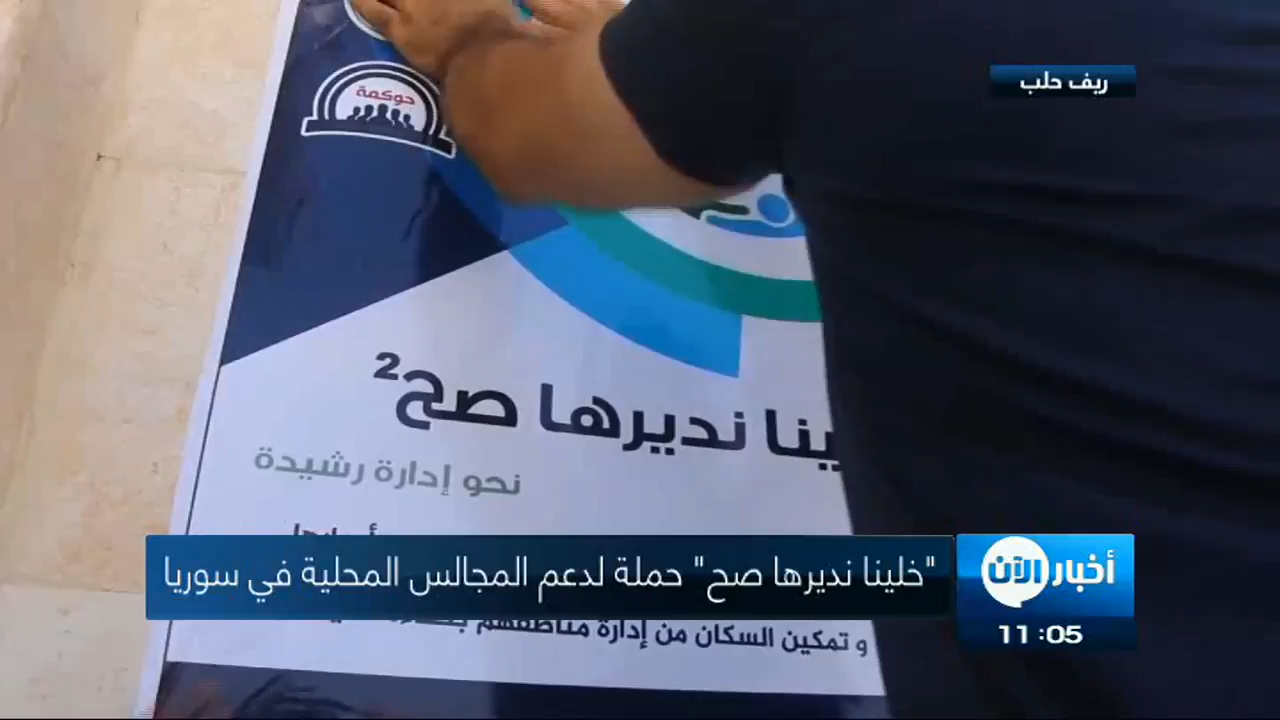 ريف حلب
حوكمة
نديرها صح²
نحو إدارة رشيدة
"خلينا نديرها صح" حملة لدعم المجالس المحلية في سوريا
أخبار الآن
11:05
و تمكين السكان من إدارة مناطقهم